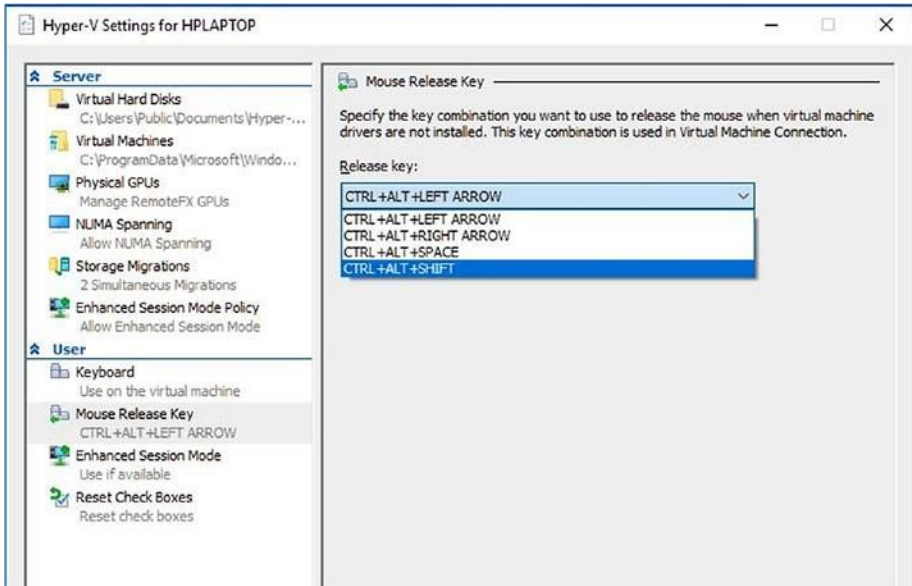 Hyper-V Settings for HPLAPTOP
Server
Virtual Hard Disks
C:\Users\Public\Documents\Hyper-...
Virtual Machines
C:\ProgramData\Microsoft\Windo...
Physical GPUs
Manage RemoteFX GPUs
NUMA Spanning
Allow NUMA Spanning
Storage Migrations
2 Simultaneous Migrations
Enhanced Session Mode Policy
Allow Enhanced Session Mode
User
Keyboard
Use on the virtual machine
Mouse Release Key
CTRL+ALT+LEFT ARROW
Enhanced Session Mode
Use if available
Reset Check Boxes
Reset check boxes
Mouse Release Key
Specify the key combination you want to use to release the mouse when virtual machine
drivers are not installed. This key combination is used in Virtual Machine Connection.
Release key:
CTRL+ALT+LEFT ARROW
CTRL+ALT+LEFT ARROW
CTRL+ALT+RIGHT ARROW
CTRL+ALT+SPACE
CTRL+ALT+SHIFT